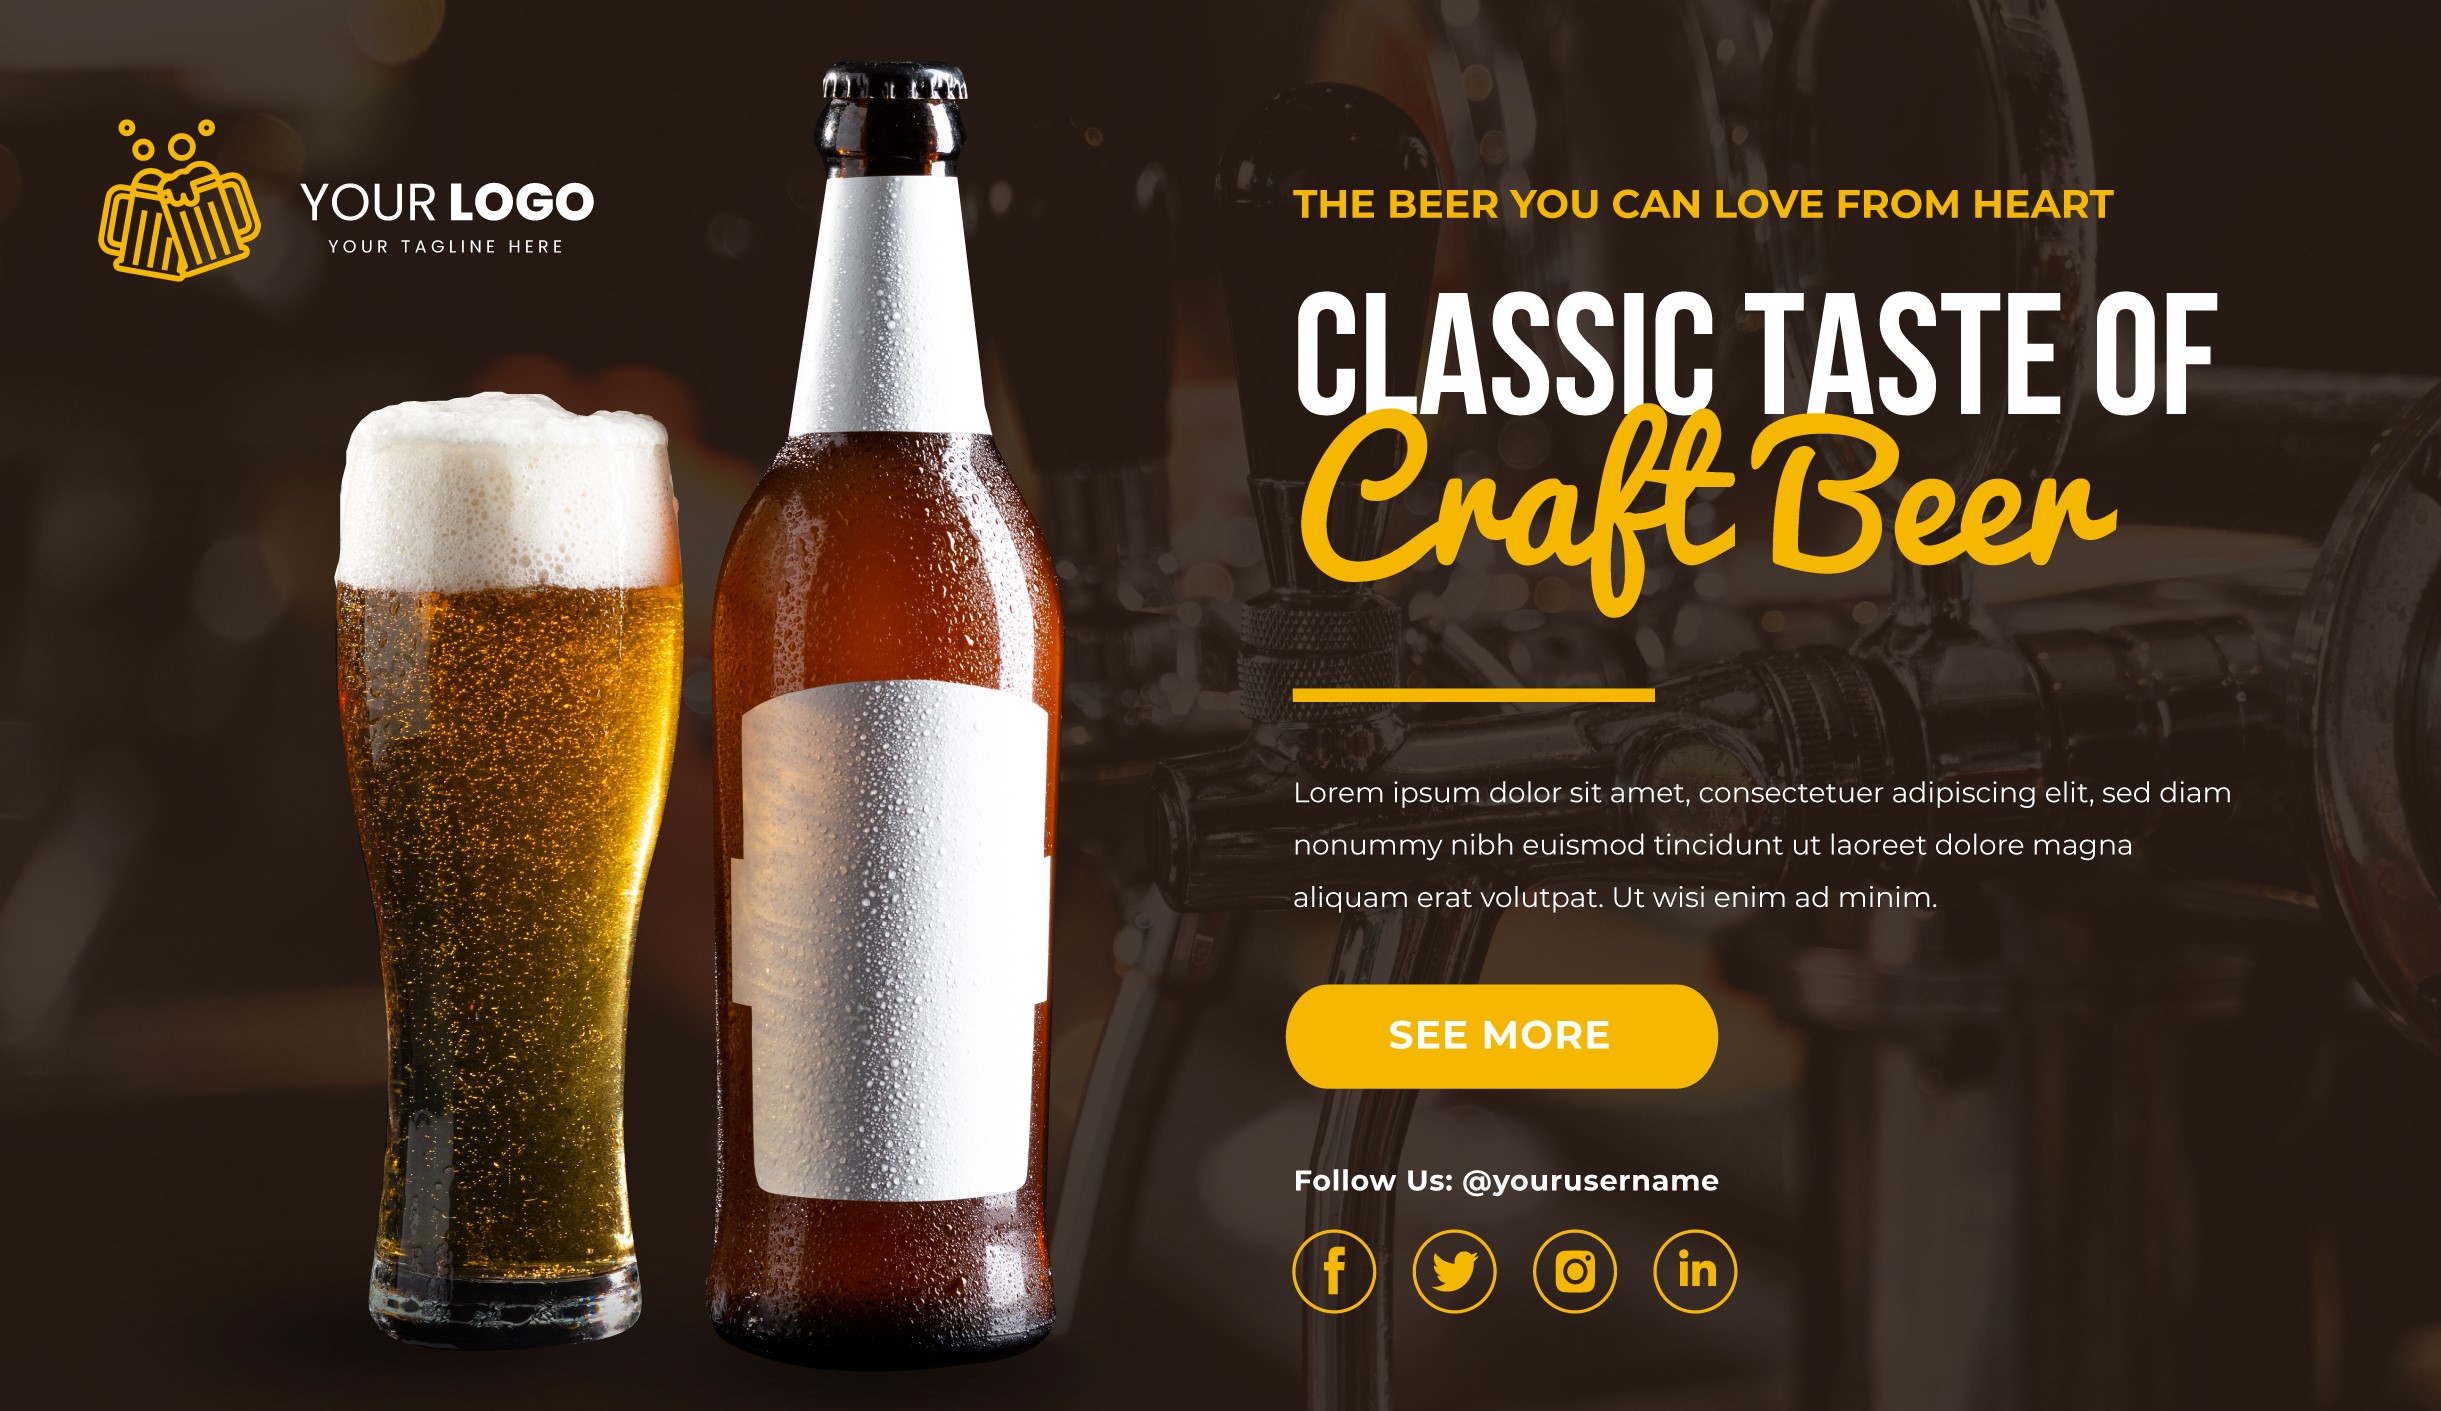 YOUR LOGO
YOUR TAGLINE HERE
THE BEER YOU CAN LOVE FROM HEART
CLASSIC TASTE OF
Craft Beer
Lorem ipsum dolor sit amet, consectetuer adipiscing elit, sed diam
nonummy nibh euismod tincidunt ut laoreet dolore magna
aliquam erat volutpat. Ut wisi enim ad minim.
SEE MORE
Follow Us: @yourusername
f
in